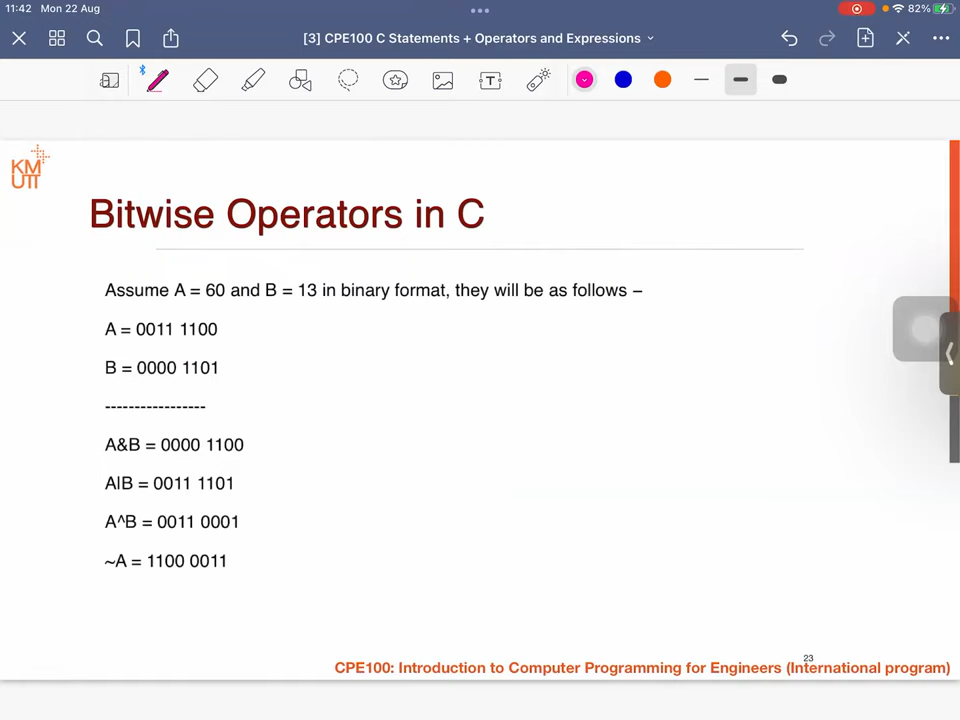 11:42 Mon 22 Aug
82%
[3] CPE100 C Statements + Operators and Expressions
T
KM
UTT
Bitwise Operators in C
Assume A = 60 and B = 13 in binary format, they will be as follows –
A = 0011 1100
B = 0000 1101
-----------------
A&B = 0000 1100
A|B = 0011 1101
A^B = 0011 0001
~A = 1100 0011
23
CPE100: Introduction to Computer Programming for Engineers (International program)